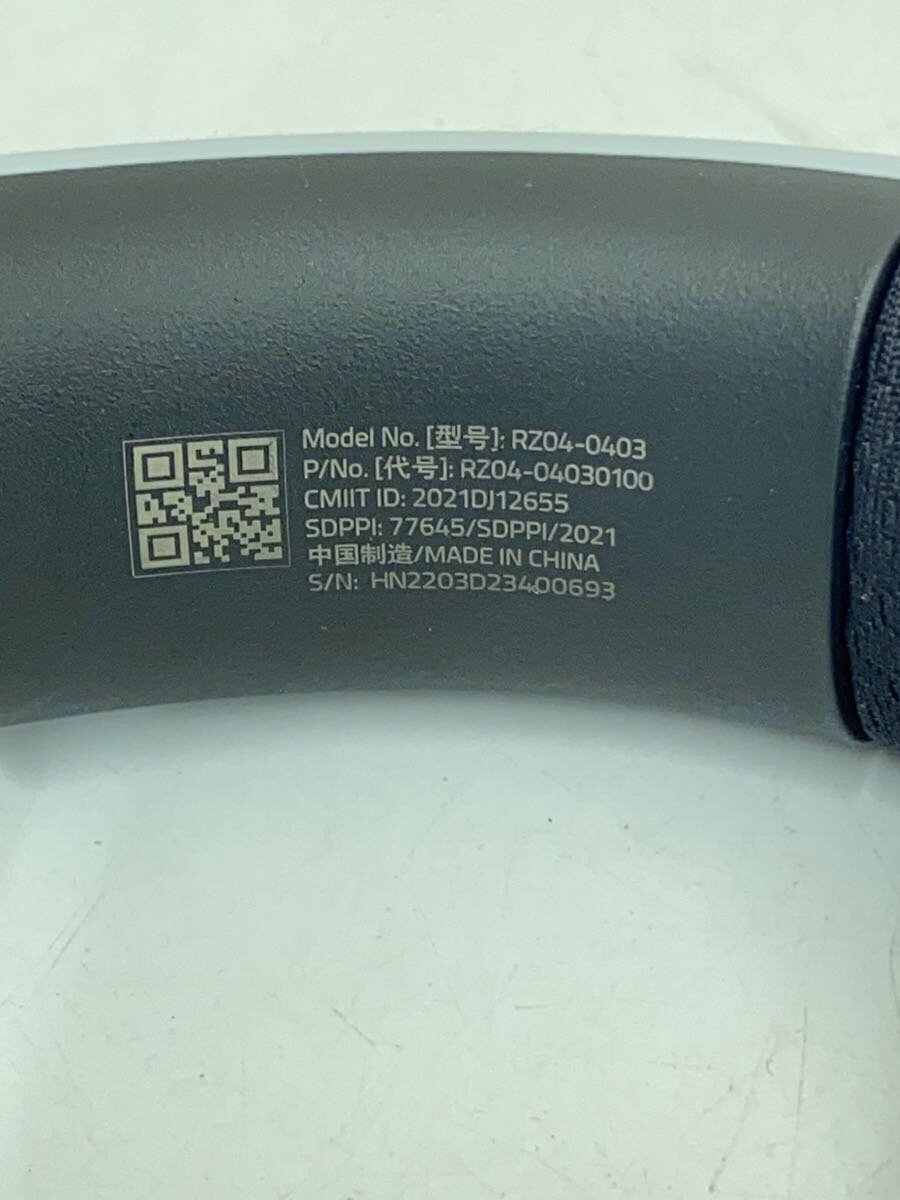 Model No. [型号]: RZ04-0403
P/No. [代号]: RZ04-04030100
CMIIT ID: 2021DJ12655
SDPPI: 77645/SDPPI/2021
中国制造/MADE IN CHINA
S/N: HN2203D23400693